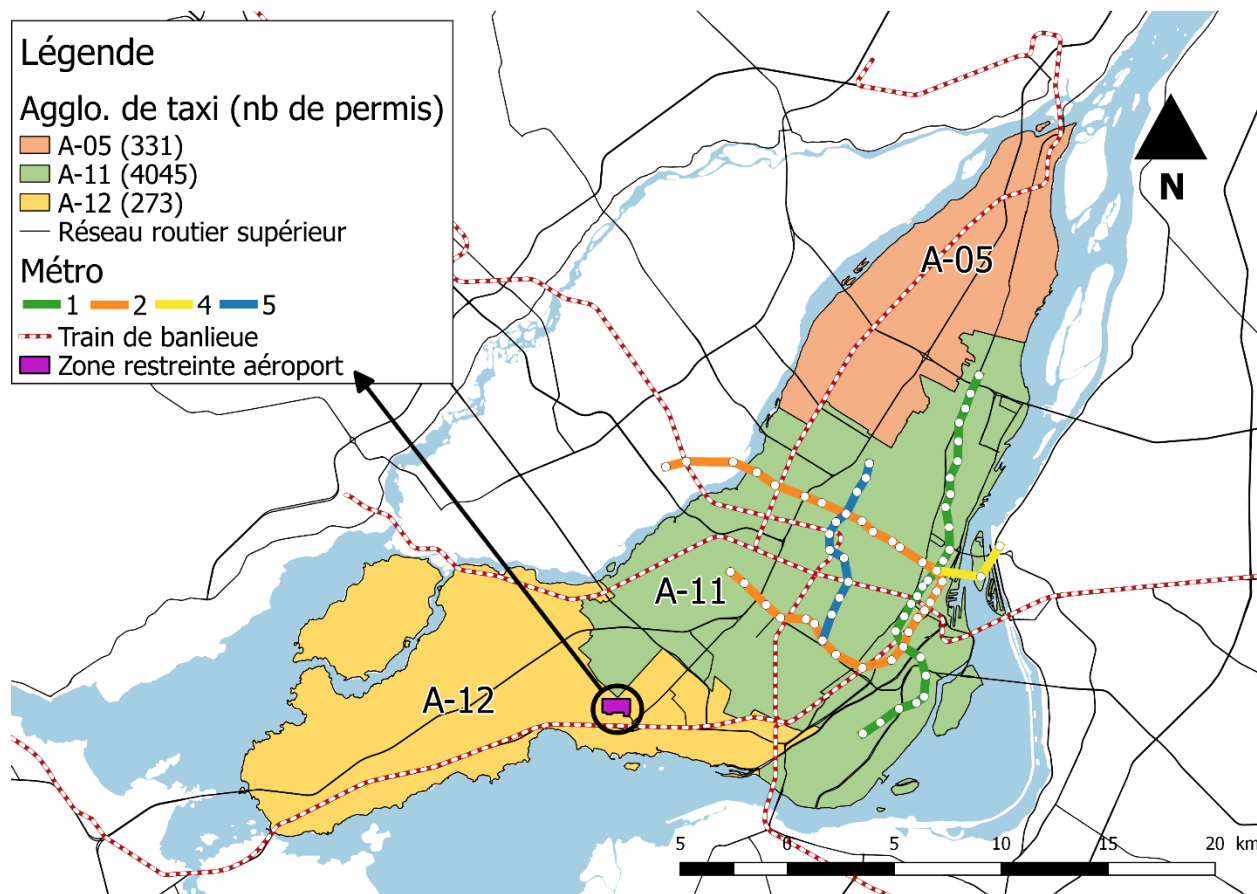 Légende
Agglo. de taxi (nb de permis)
A-05 (331)
A-11 (4045)
A-12 (273)
Réseau routier supérieur
Métro
1 2 4 5
Train de banlieue
Zone restreinte aéroport
N
A-05
A-11
A-12
5 0 5 10 15 20 km